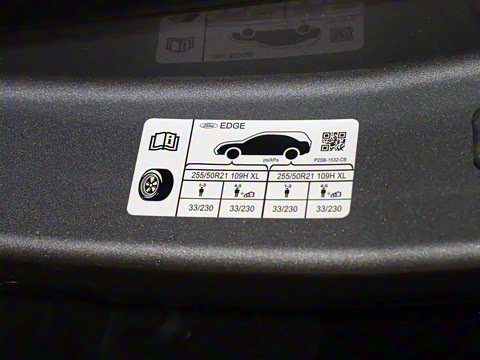 Ford EDGE
psi/kPa
P2SB-1532-CB
255/50R21 109H XL 255/50R21 109H XL
33/230 33/230 33/230 33/230